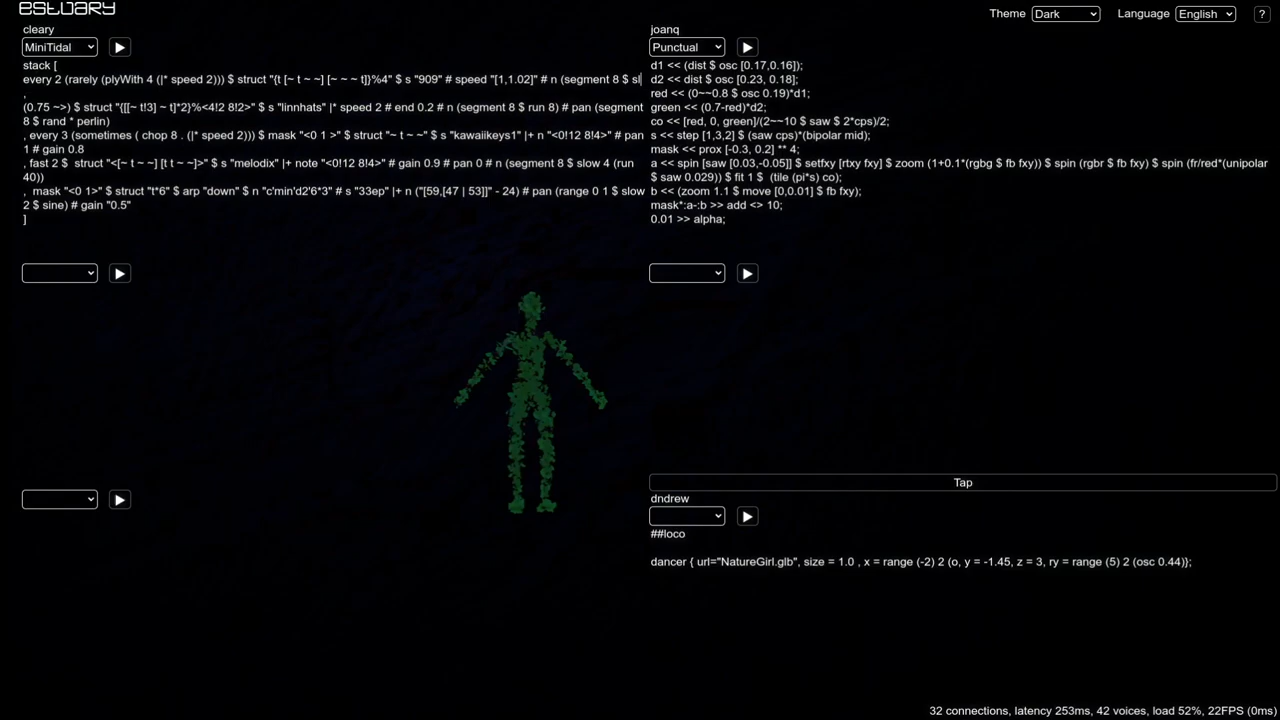 estuary
Theme Dark Language English ?
cleary
MiniTidal
stack [
every 2 (rarely (plyWith 4 (|* speed 2))) $ struct "{t [~ t ~ ~] [~ ~ ~ t]}%4" $ s "909" # speed "[1,1.02]" # n (segment 8 $ sl
,
(0.75 ~>) $ struct "{[[~ t!3] ~ t]*2}%<4!2 8!2>" $ s "linnhats" |* speed 2 # end 0.2 # n (segment 8 $ run 8) # pan (segment
8 $ rand * perlin)
, every 3 (sometimes ( chop 8 . (|* speed 2))) $ mask "<0 1 >" $ struct "~ t ~ ~" $ s "kawaiikeys1" |+ n "<0!12 8!4>" # pan
1 # gain 0.8
, fast 2 $ struct "<[~ t ~ ~] [t t ~ ~]>" $ s "melodix" |+ note "<0!12 8!4>" # gain 0.9 # pan 0 # n (segment 8 $ slow 4 (run
40))
, mask "<0 1>" $ struct "t*6" $ arp "down" $ n "c'min'd2'6*3" # s "33ep" |+ n ("[59,[47 | 53]]" - 24) # pan (range 0 1 $ slow
2 $ sine) # gain "0.5"
]
joanq
Punctual
d1 << (dist $ osc [0.17,0.16]);
d2 << dist $ osc [0.23, 0.18];
red << (0~~0.8 $ osc 0.19)*d1;
green << (0.7-red)*d2;
co << [red, 0, green]/(2~~10 $ saw $ 2*cps)/2;
s << step [1,3,2] $ (saw cps)*(bipolar mid);
mask << prox [-0.3, 0.2] ** 4;
a << spin [saw [0.03,-0.05]] $ setfxy [rtxy fxy] $ zoom (1+0.1*(rgbg $ fb fxy)) $ spin (rgbr $ fb fxy) $ spin (fr/red*(unipolar
$ saw 0.029)) $ fit 1 $ (tile (pi*s) co);
b << (zoom 1.1 $ move [0,0.01] $ fb fxy);
mask*:a-:b >> add <> 10;
0.01 >> alpha;
Tap
dndrew
##loco
dancer { url="NatureGirl.glb", size = 1.0 , x = range (-2) 2 (o, y = -1.45, z = 3, ry = range (5) 2 (osc 0.44)};
32 connections, latency 253ms, 42 voices, load 52%, 22FPS (0ms)